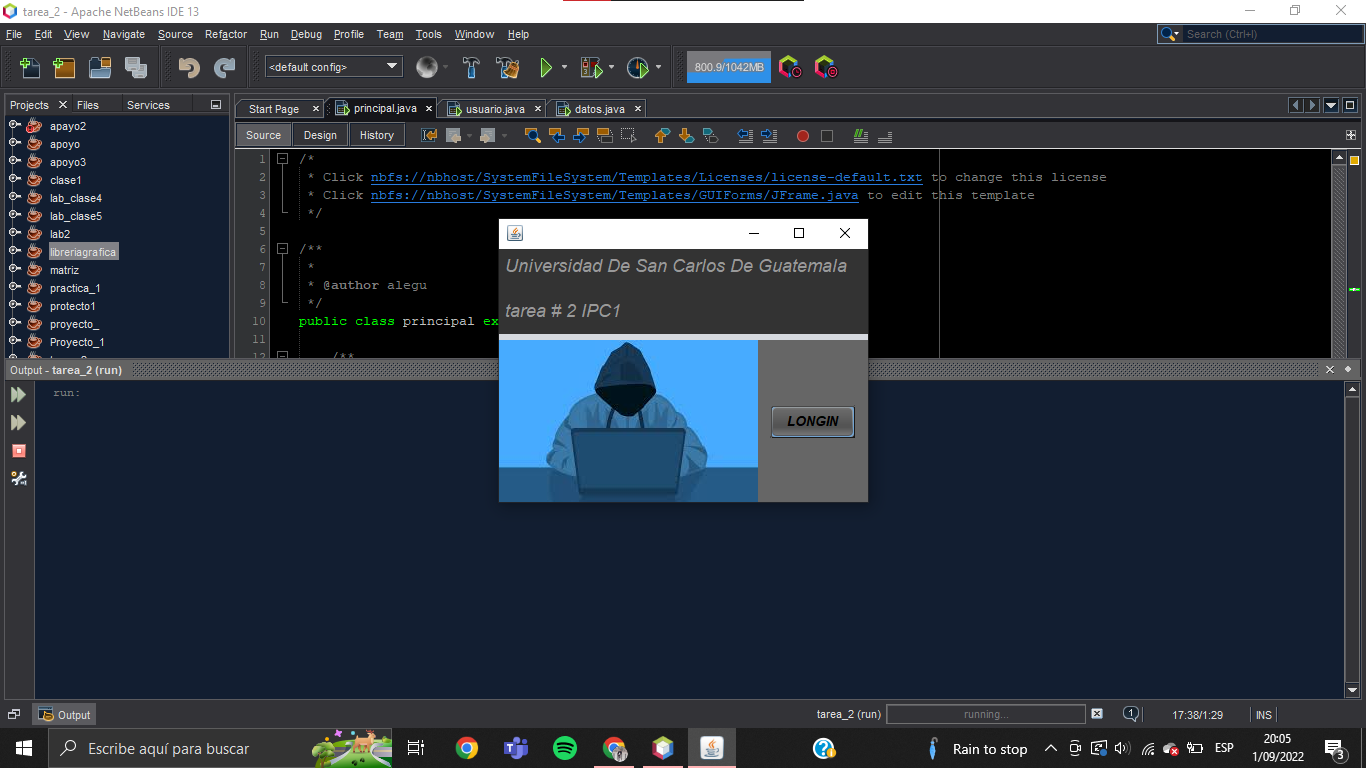 tarea_2 - Apache NetBeans IDE 13
File Edit View Navigate Source Refactor Run Debug Profile Team Tools Window Help
Search (Ctrl+I)
<default config>
800.9/1042MB
Projects Files Services
Start Page principal.java usuario.java datos.java
Source Design History
apayo2
apoyo
apoyo3
clase1
lab_clase4
lab_clase5
lab2
libreriagrafica
matriz
practica_1
protecto1
proyecto_
Proyecto_1
1 /*
2 * Click nbfs://nbhost/SystemFileSystem/Templates/Licenses/license-default.txt to change this license
3 * Click nbfs://nbhost/SystemFileSystem/Templates/GUIForms/JFrame.java to edit this template
4 */
5
6 /**
7 *
8 * @author alegu
9 */
10 public class principal ex
11
12 /**
Universidad De San Carlos De Guatemala
tarea # 2 IPC1
LONGIN
Output - tarea_2 (run)
run:
Output
tarea_2 (run) running... 1 17:38/1:29 INS
Escribe aquí para buscar
Rain to stop ESP
20:05
1/09/2022
3